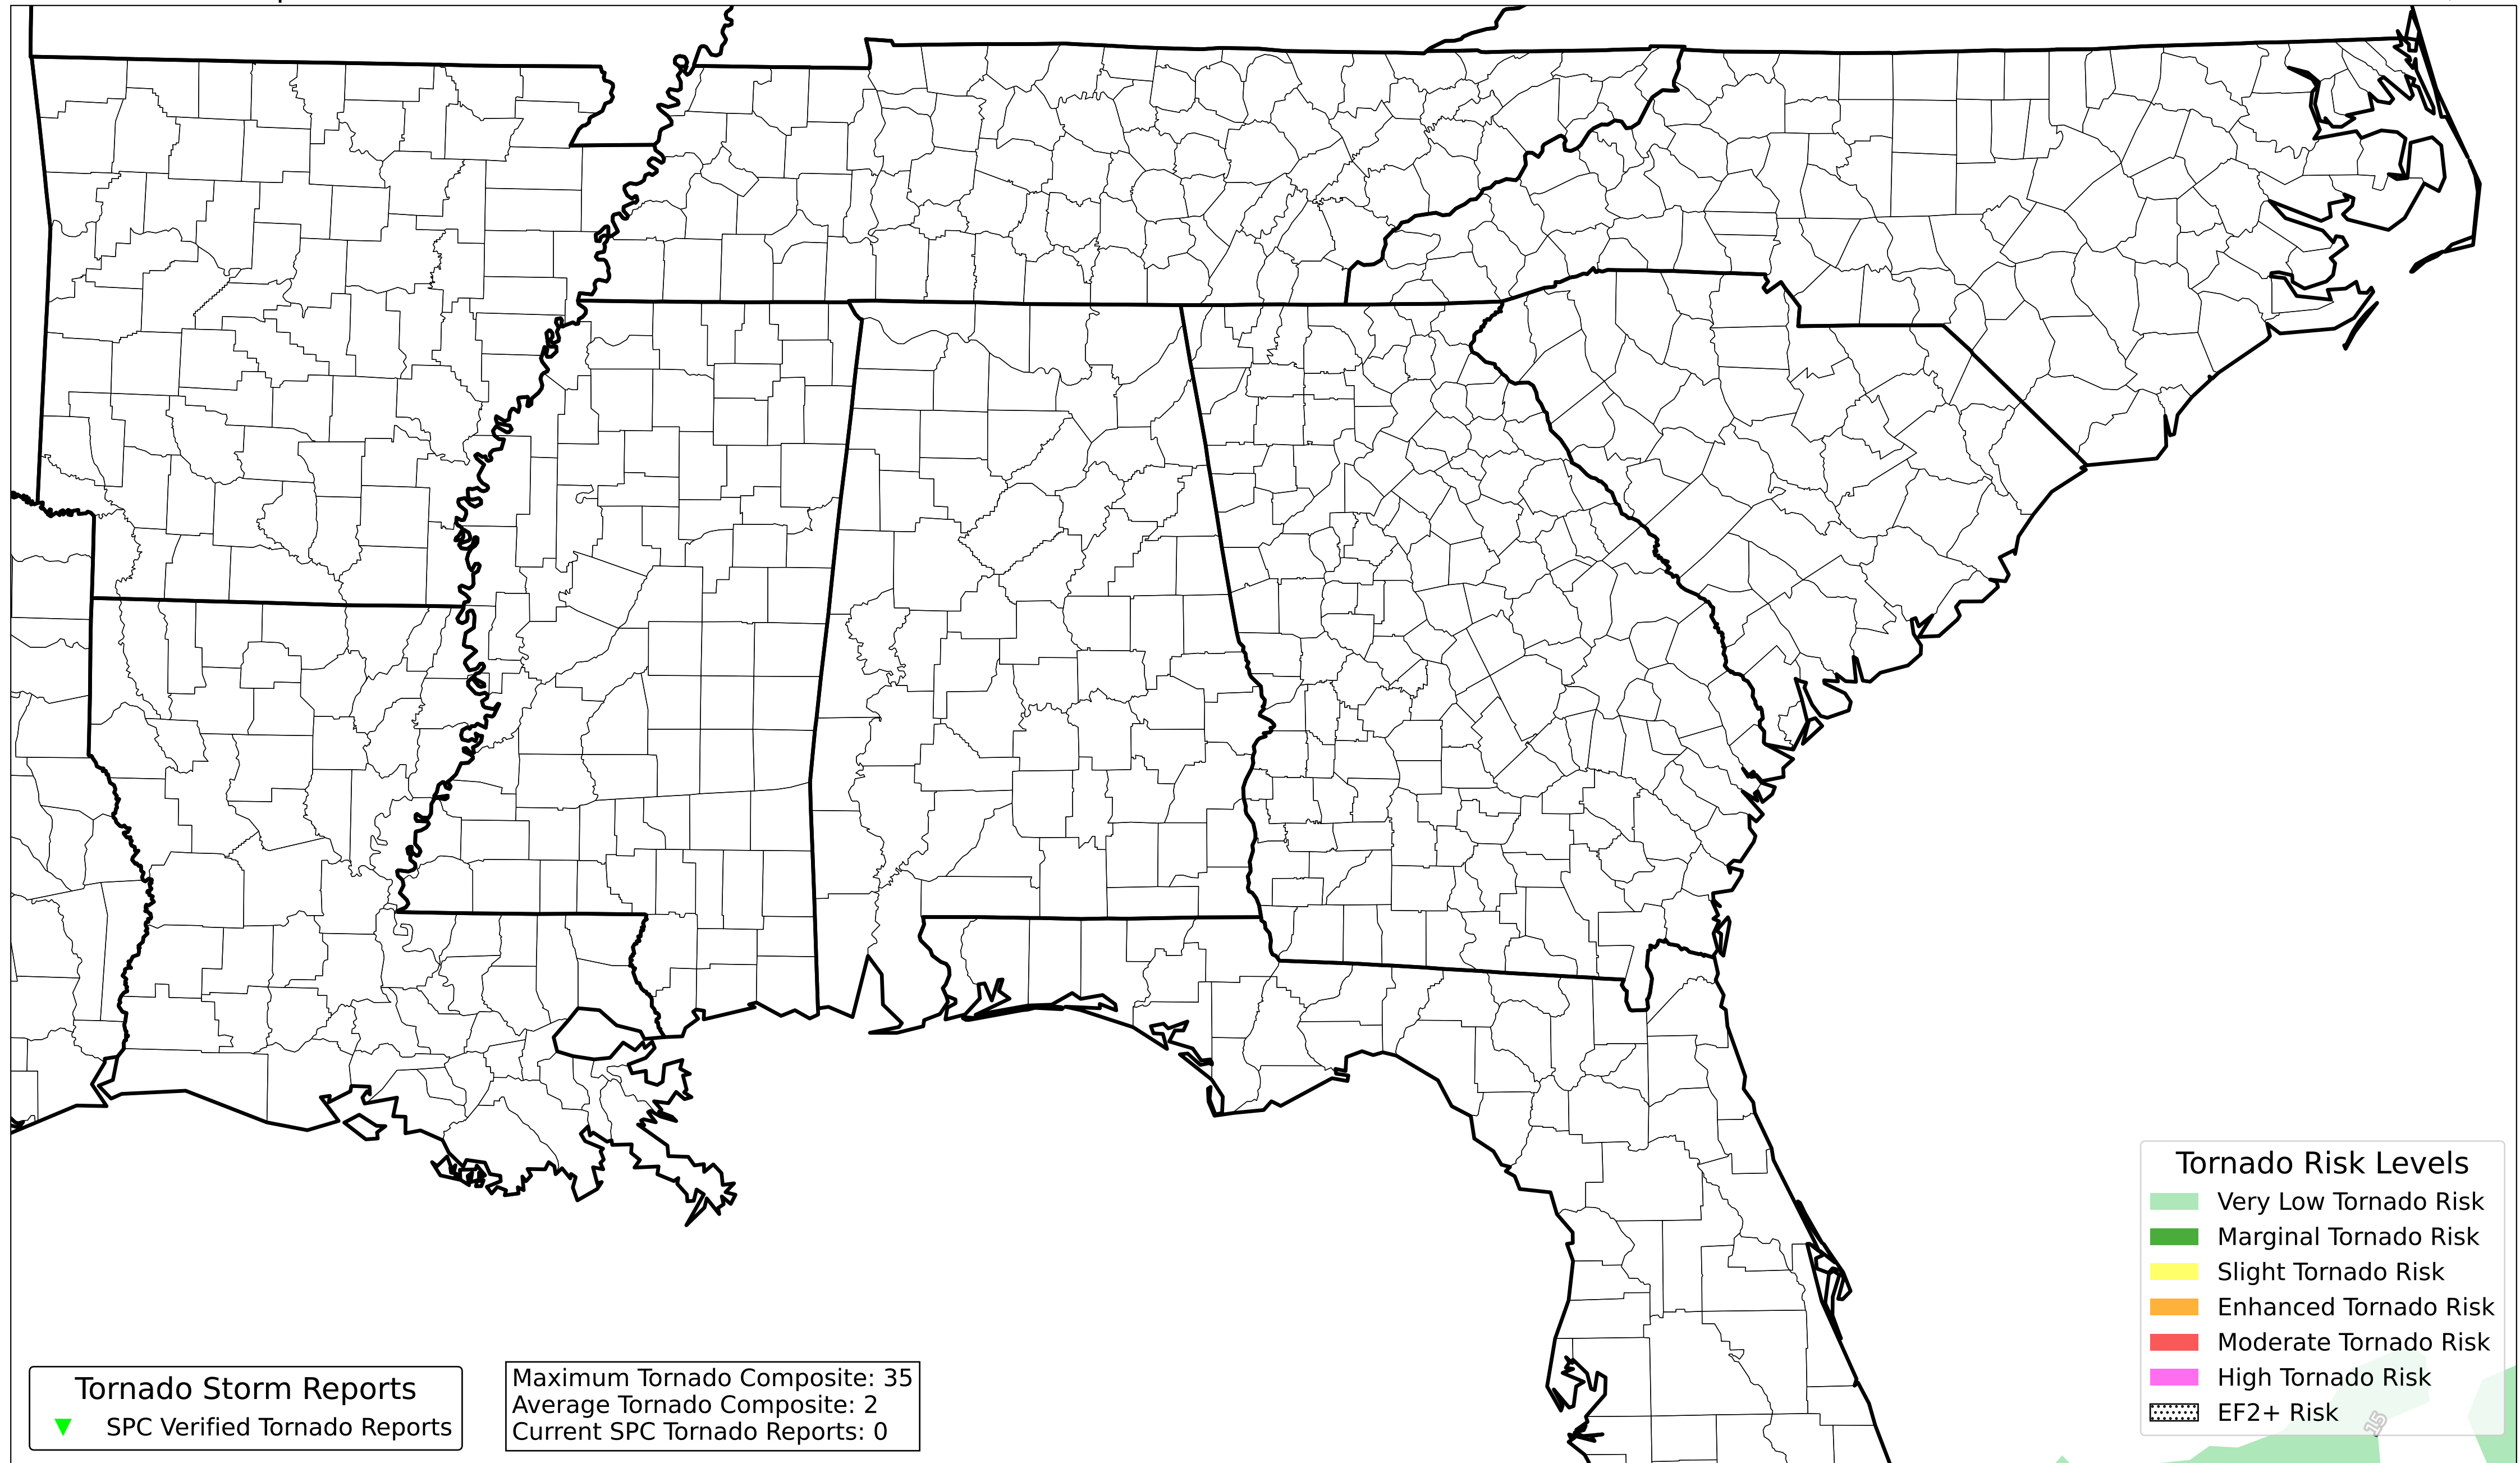 Tornado Risk Levels
Very Low Tornado Risk
Marginal Tornado Risk
Slight Tornado Risk
Enhanced Tornado Risk
Moderate Tornado Risk
High Tornado Risk
EF2+ Risk
15
Tornado Storm Reports
SPC Verified Tornado Reports
Maximum Tornado Composite: 35
Average Tornado Composite: 2
Current SPC Tornado Reports: 0